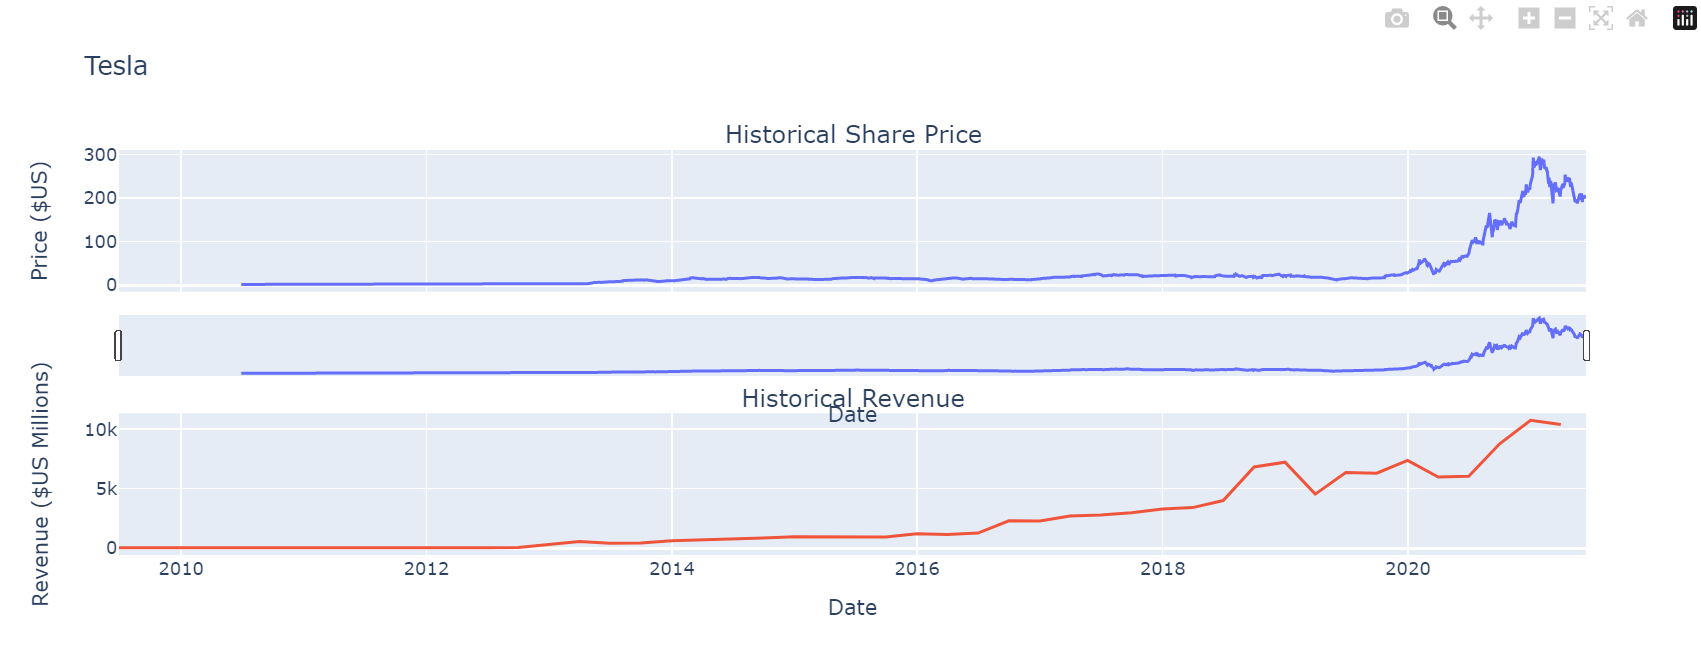 Tesla
Historical Share Price
Price ($US)
300
200
100
0
Historical Revenue
Date
Revenue ($US Millions)
10k
5k
0
2010 2012 2014 2016 2018 2020
Date